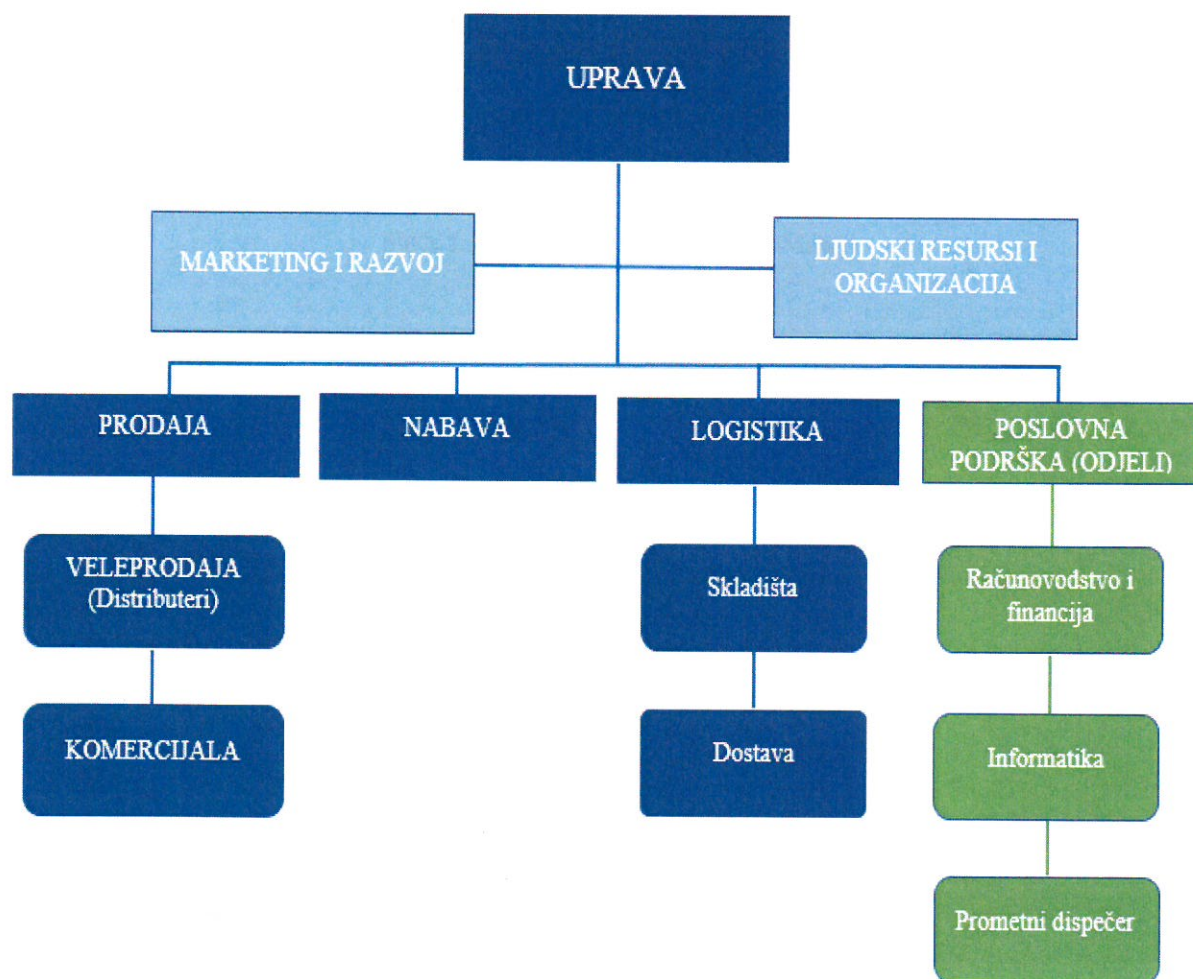 UPRAVA
MARKETING I RAZVOJ
LJUDSKI RESURSI I
ORGANIZACIJA
PRODAJA
NABAVA
LOGISTIKA
POSLOVNA
PODRŠKA (ODJELI)
VELEPRODAJA
(Distributeri)
Skladišta
Računovodstvo i
financija
KOMERCIJALA
Dostava
Informatika
Prometni dispečer